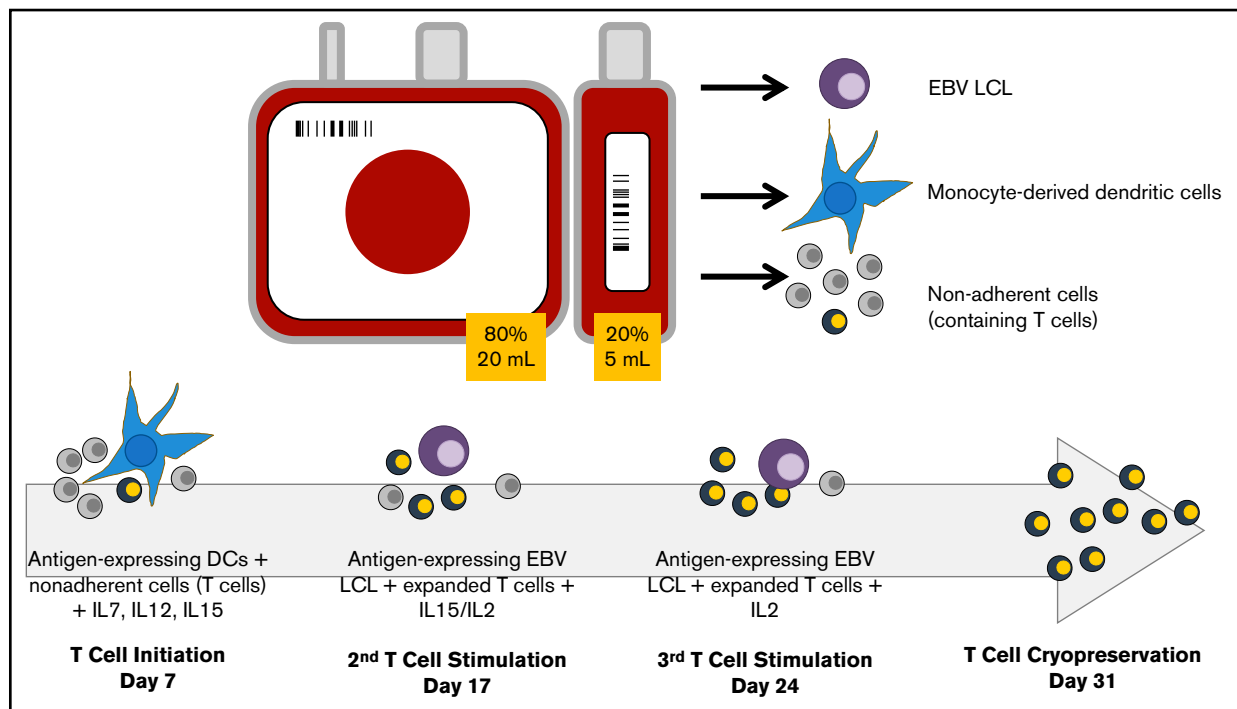 EBV LCL
Monocyte-derived dendritic cells
Non-adherent cells
(containing T cells)
80%
20 mL
20%
5 mL
Antigen-expressing DCs +
nonadherent cells (T cells)
+ IL7, IL12, IL15
T Cell Initiation
Day 7
Antigen-expressing EBV
LCL + expanded T cells +
IL15/IL2
2nd T Cell Stimulation
Day 17
Antigen-expressing EBV
LCL + expanded T cells +
IL2
3rd T Cell Stimulation
Day 24
T Cell Cryopreservation
Day 31